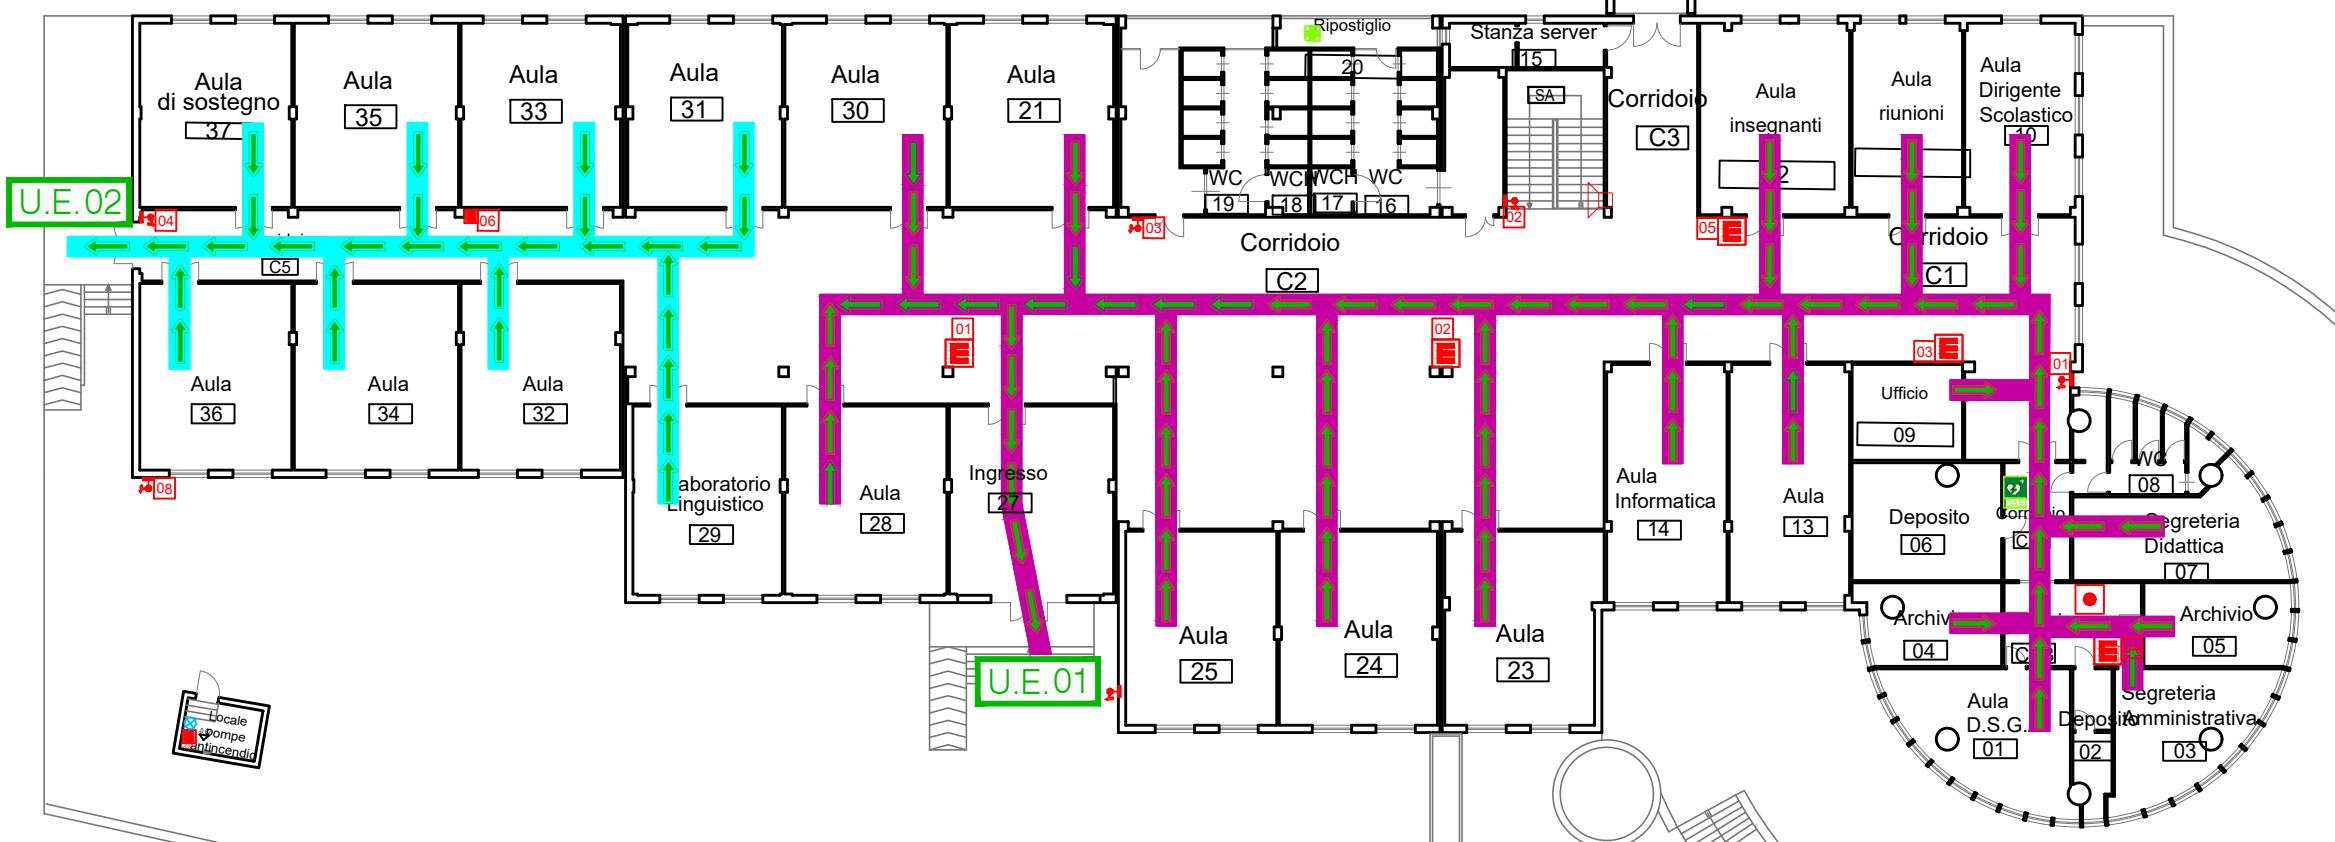 Aula
di sostegno
37
Aula
35
Aula
33
Aula
31
Aula
30
Aula
21
Ripostiglio
20
Stanza server
15
SA
Corridoio
C3
Aula
insegnanti
Aula
riunioni
Aula
Dirigente
Scolastico
10
WC
19
WCH
18
WCH
17
WC
16
U.E.02
04
06
03
02
05
C5
Corridoio
C2
Corridoio
C1
01
02
03
01
Aula
36
Aula
34
Aula
32
08
Laboratorio
Linguistico
29
Aula
28
Ingresso
27
Aula
25
Aula
24
Aula
23
Aula
Informatica
14
Aula
13
Ufficio
09
Deposito
06
WC
08
Segreteria
Didattica
07
Archivio
04
Archivio
05
Aula
D.S.G.
01
Deposito
02
Segreteria
Amministrativa
03
U.E.01
Locale
Pompe
antincendio